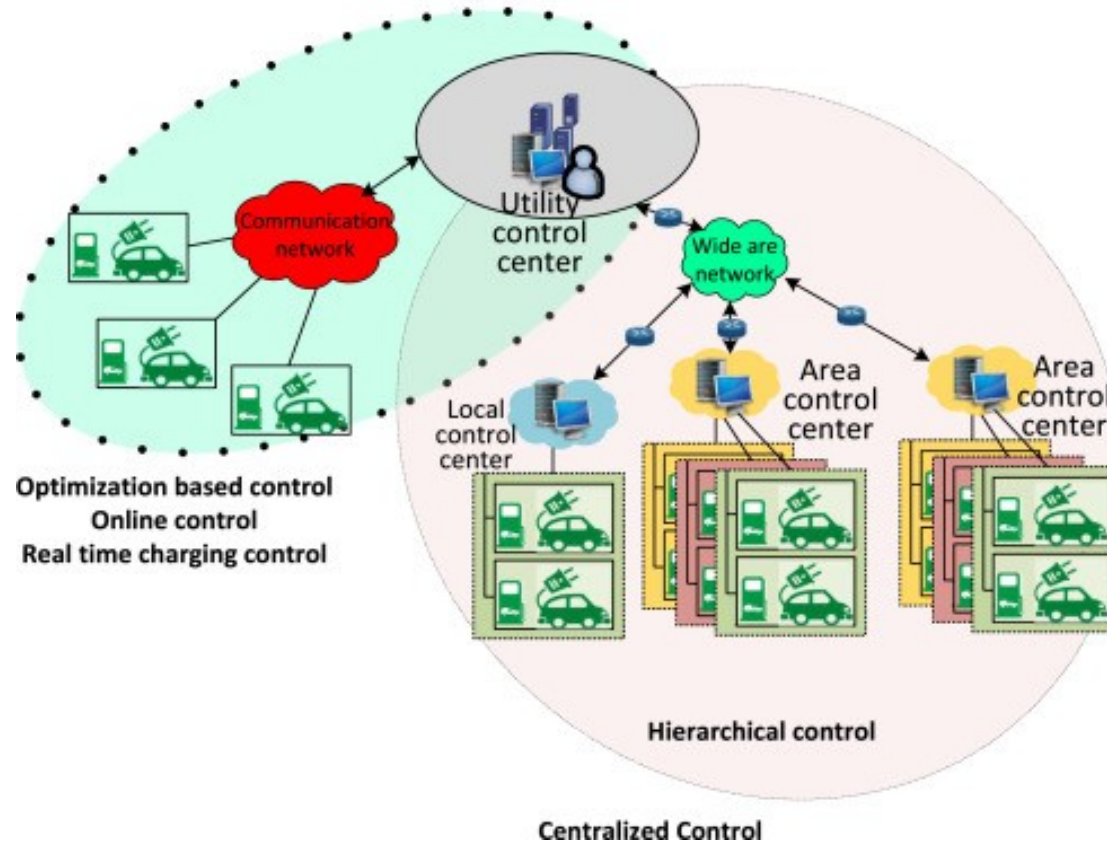 Utility
control
center
Communication
network
Wide are
network
Local
control
center
Area
control
center
Area
control
center
Optimization based control
Online control
Real time charging control
Hierarchical control
Centralized Control